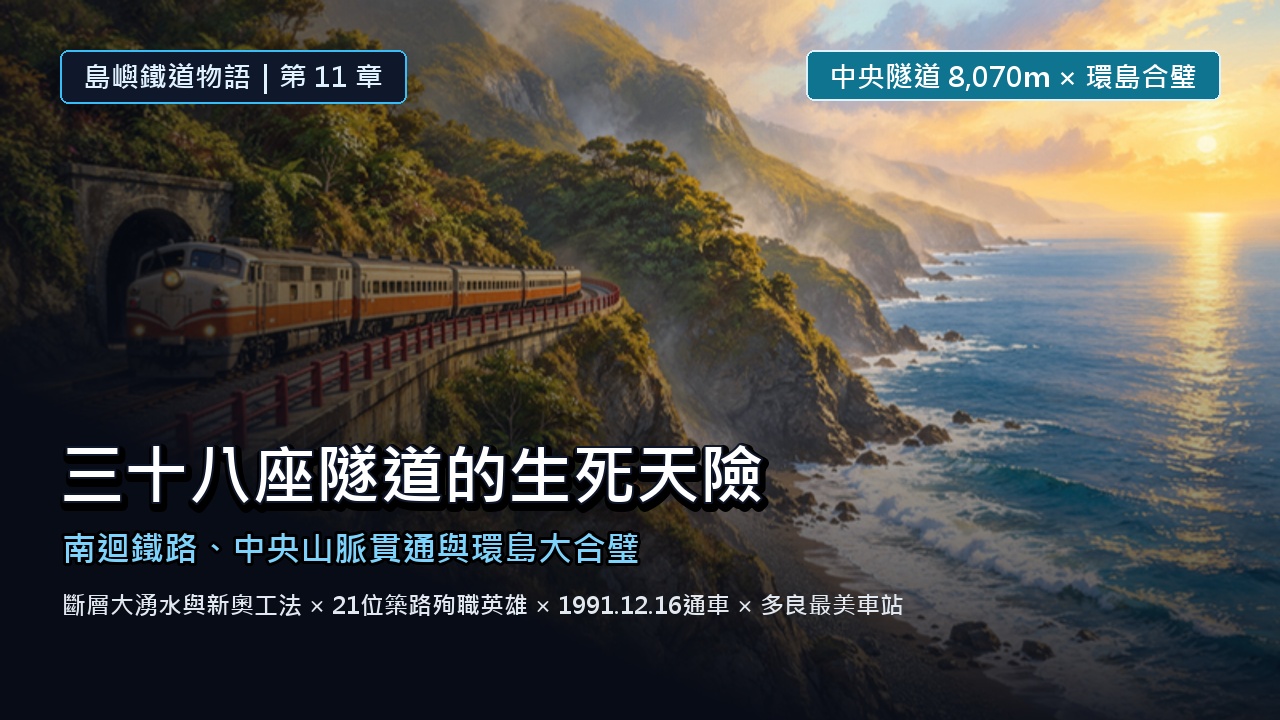 島嶼鐵道物語 | 第 11 章
中央隧道 8,070m × 環島合璧
三十八座隧道的生死天險
南迴鐵路、中央山脈貫通與環島大合璧
斷層大湧水與新奧工法 × 21位築路殉職英雄 × 1991.12.16通車 × 多良最美車站